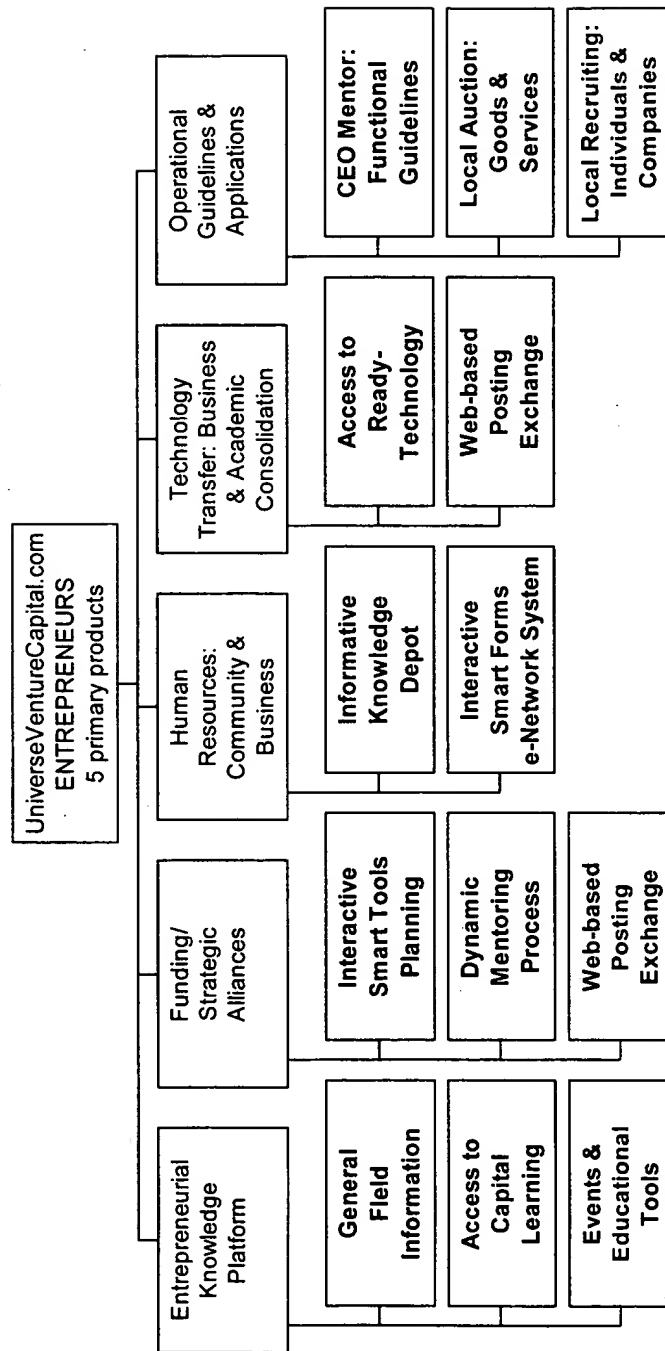 UniverseVentureCapital.com
ENTREPRENEURS
5 primary products
Entrepreneurial
Knowledge
Platform
General
Field
Information
Access to
Capital
Learning
Events &
Educational
Tools
Funding/
Strategic
Alliances
Interactive
Smart Tools
Planning
Dynamic
Mentoring
Process
Web-based
Posting
Exchange
Human
Resources:
Community &
Business
Informative
Knowledge
Depot
Interactive
Smart Forms
e-Network System
Technology
Transfer: Business
& Academic
Consolidation
Access to
Ready-
Technology
Web-based
Posting
Exchange
Operational
Guidelines &
Applications
CEO Mentor:
Functional
Guidelines
Local Auction:
Goods &
Services
Local Recruiting:
Individuals &
Companies